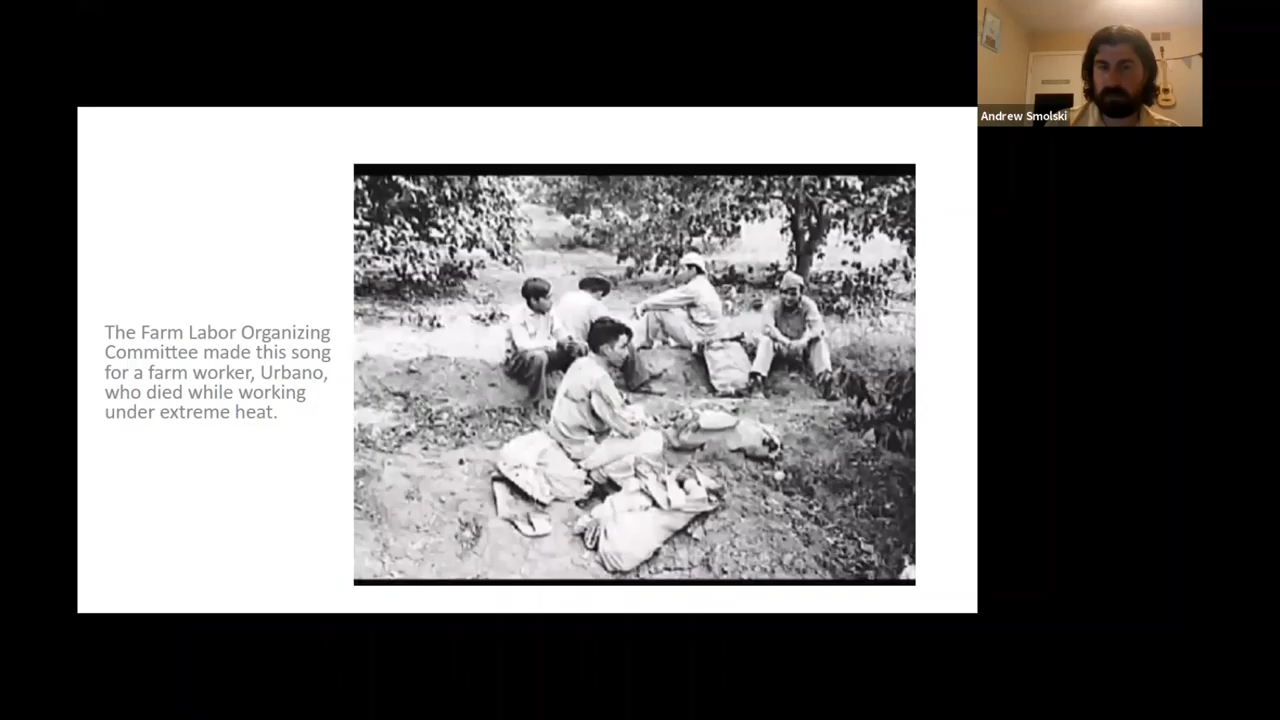 Andrew Smolski
The Farm Labor Organizing
Committee made this song
for a farm worker, Urbano,
who died while working
under extreme heat.